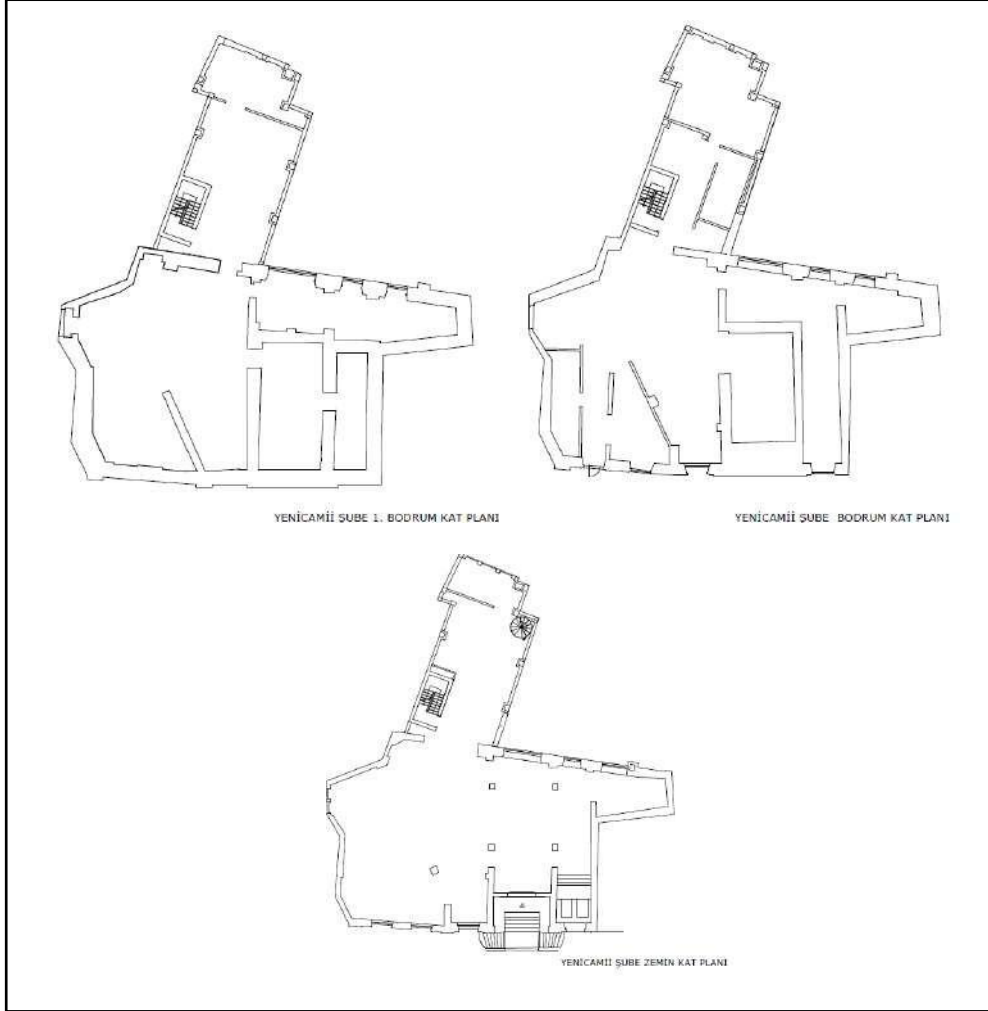 YENİCAMİİ ŞUBE 1. BODRUM KAT PLANI
YENİCAMİİ ŞUBE BODRUM KAT PLANI
YENİCAMİİ ŞUBE ZEMİN KAT PLANI